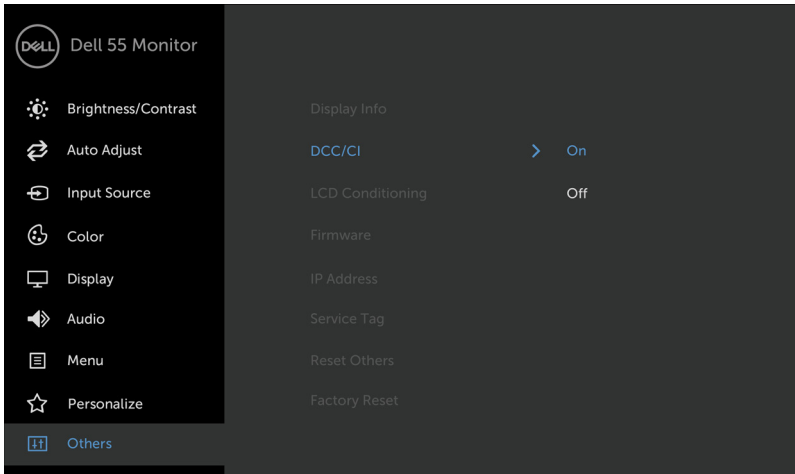 DELL Dell 55 Monitor
Brightness/Contrast
Auto Adjust
Input Source
Color
Display
Audio
Menu
Personalize
Others
Display Info
DCC/CI On
LCD Conditioning Off
Firmware
IP Address
Service Tag
Reset Others
Factory Reset